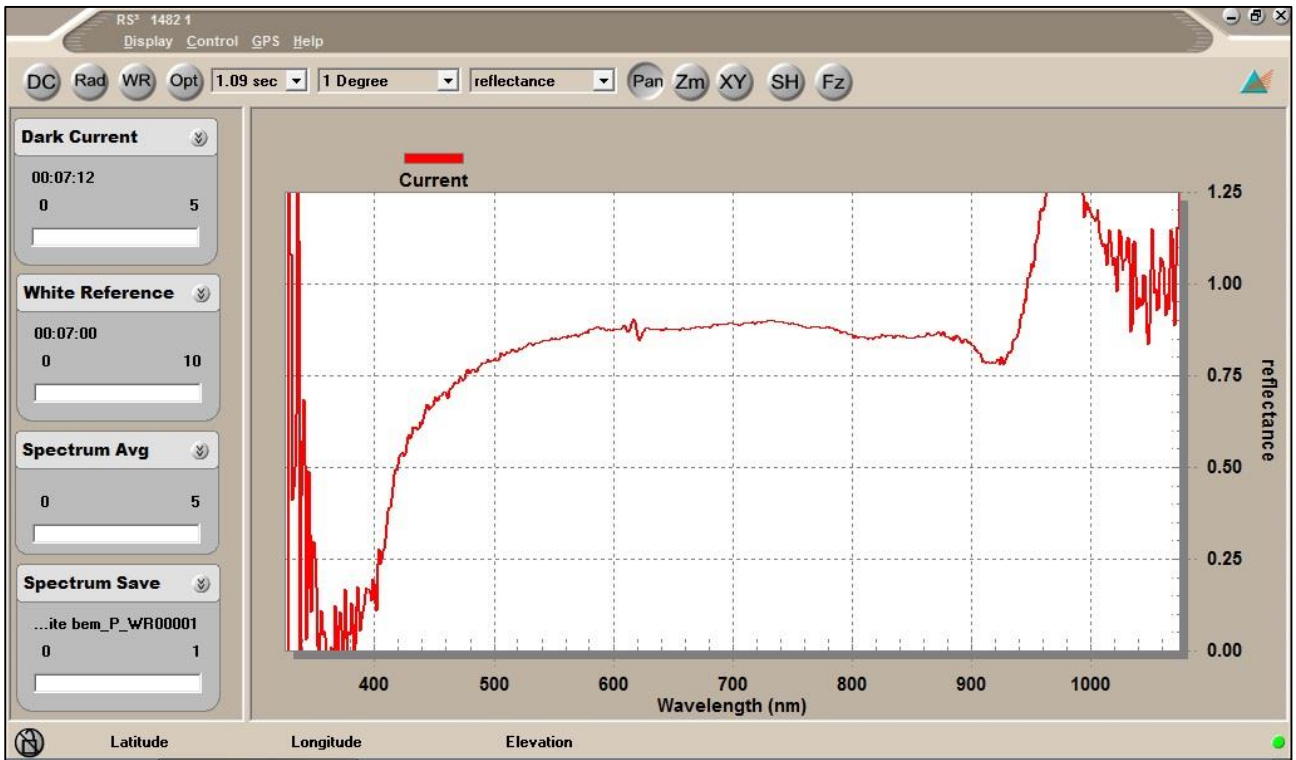 RS³ 1482 1
Display Control GPS Help
DC Rad WR Opt 1.09 sec 1 Degree reflectance Pan Zm XY SH Fz
Dark Current
00:07:12
0 5
White Reference
00:07:00
0 10
Spectrum Avg
0 5
Spectrum Save
...ite bem_P_WR00001
0 1
Current
1.25
1.00
0.75
0.50
0.25
0.00
reflectance
400 500 600 700 800 900 1000
Wavelength (nm)
Latitude Longitude Elevation